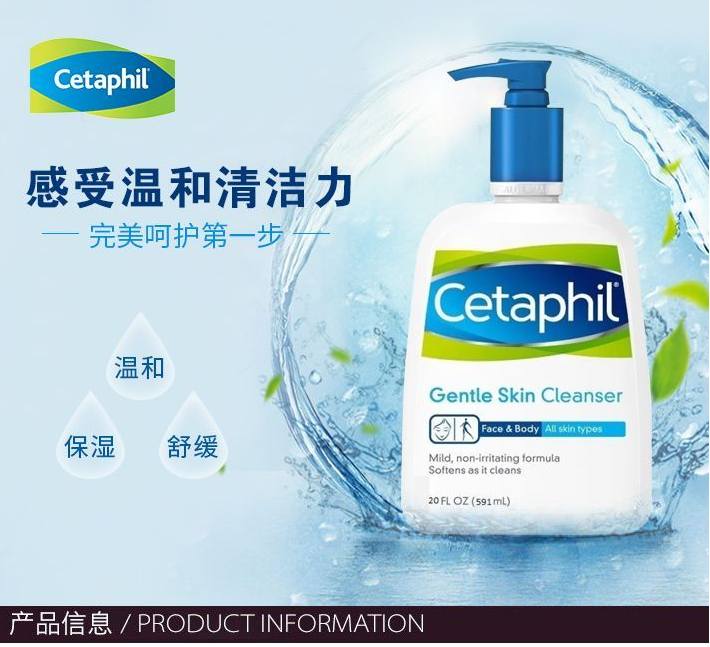 Cetaphil
感受温和清洁力
完美呵护第一步
温和
保湿
舒缓
Cetaphil
Gentle Skin Cleanser
Face & Body All skin types
Mild, non-irritating formula
Softens as it cleans
20 FL OZ (591 mL)
产品信息 / PRODUCT INFORMATION